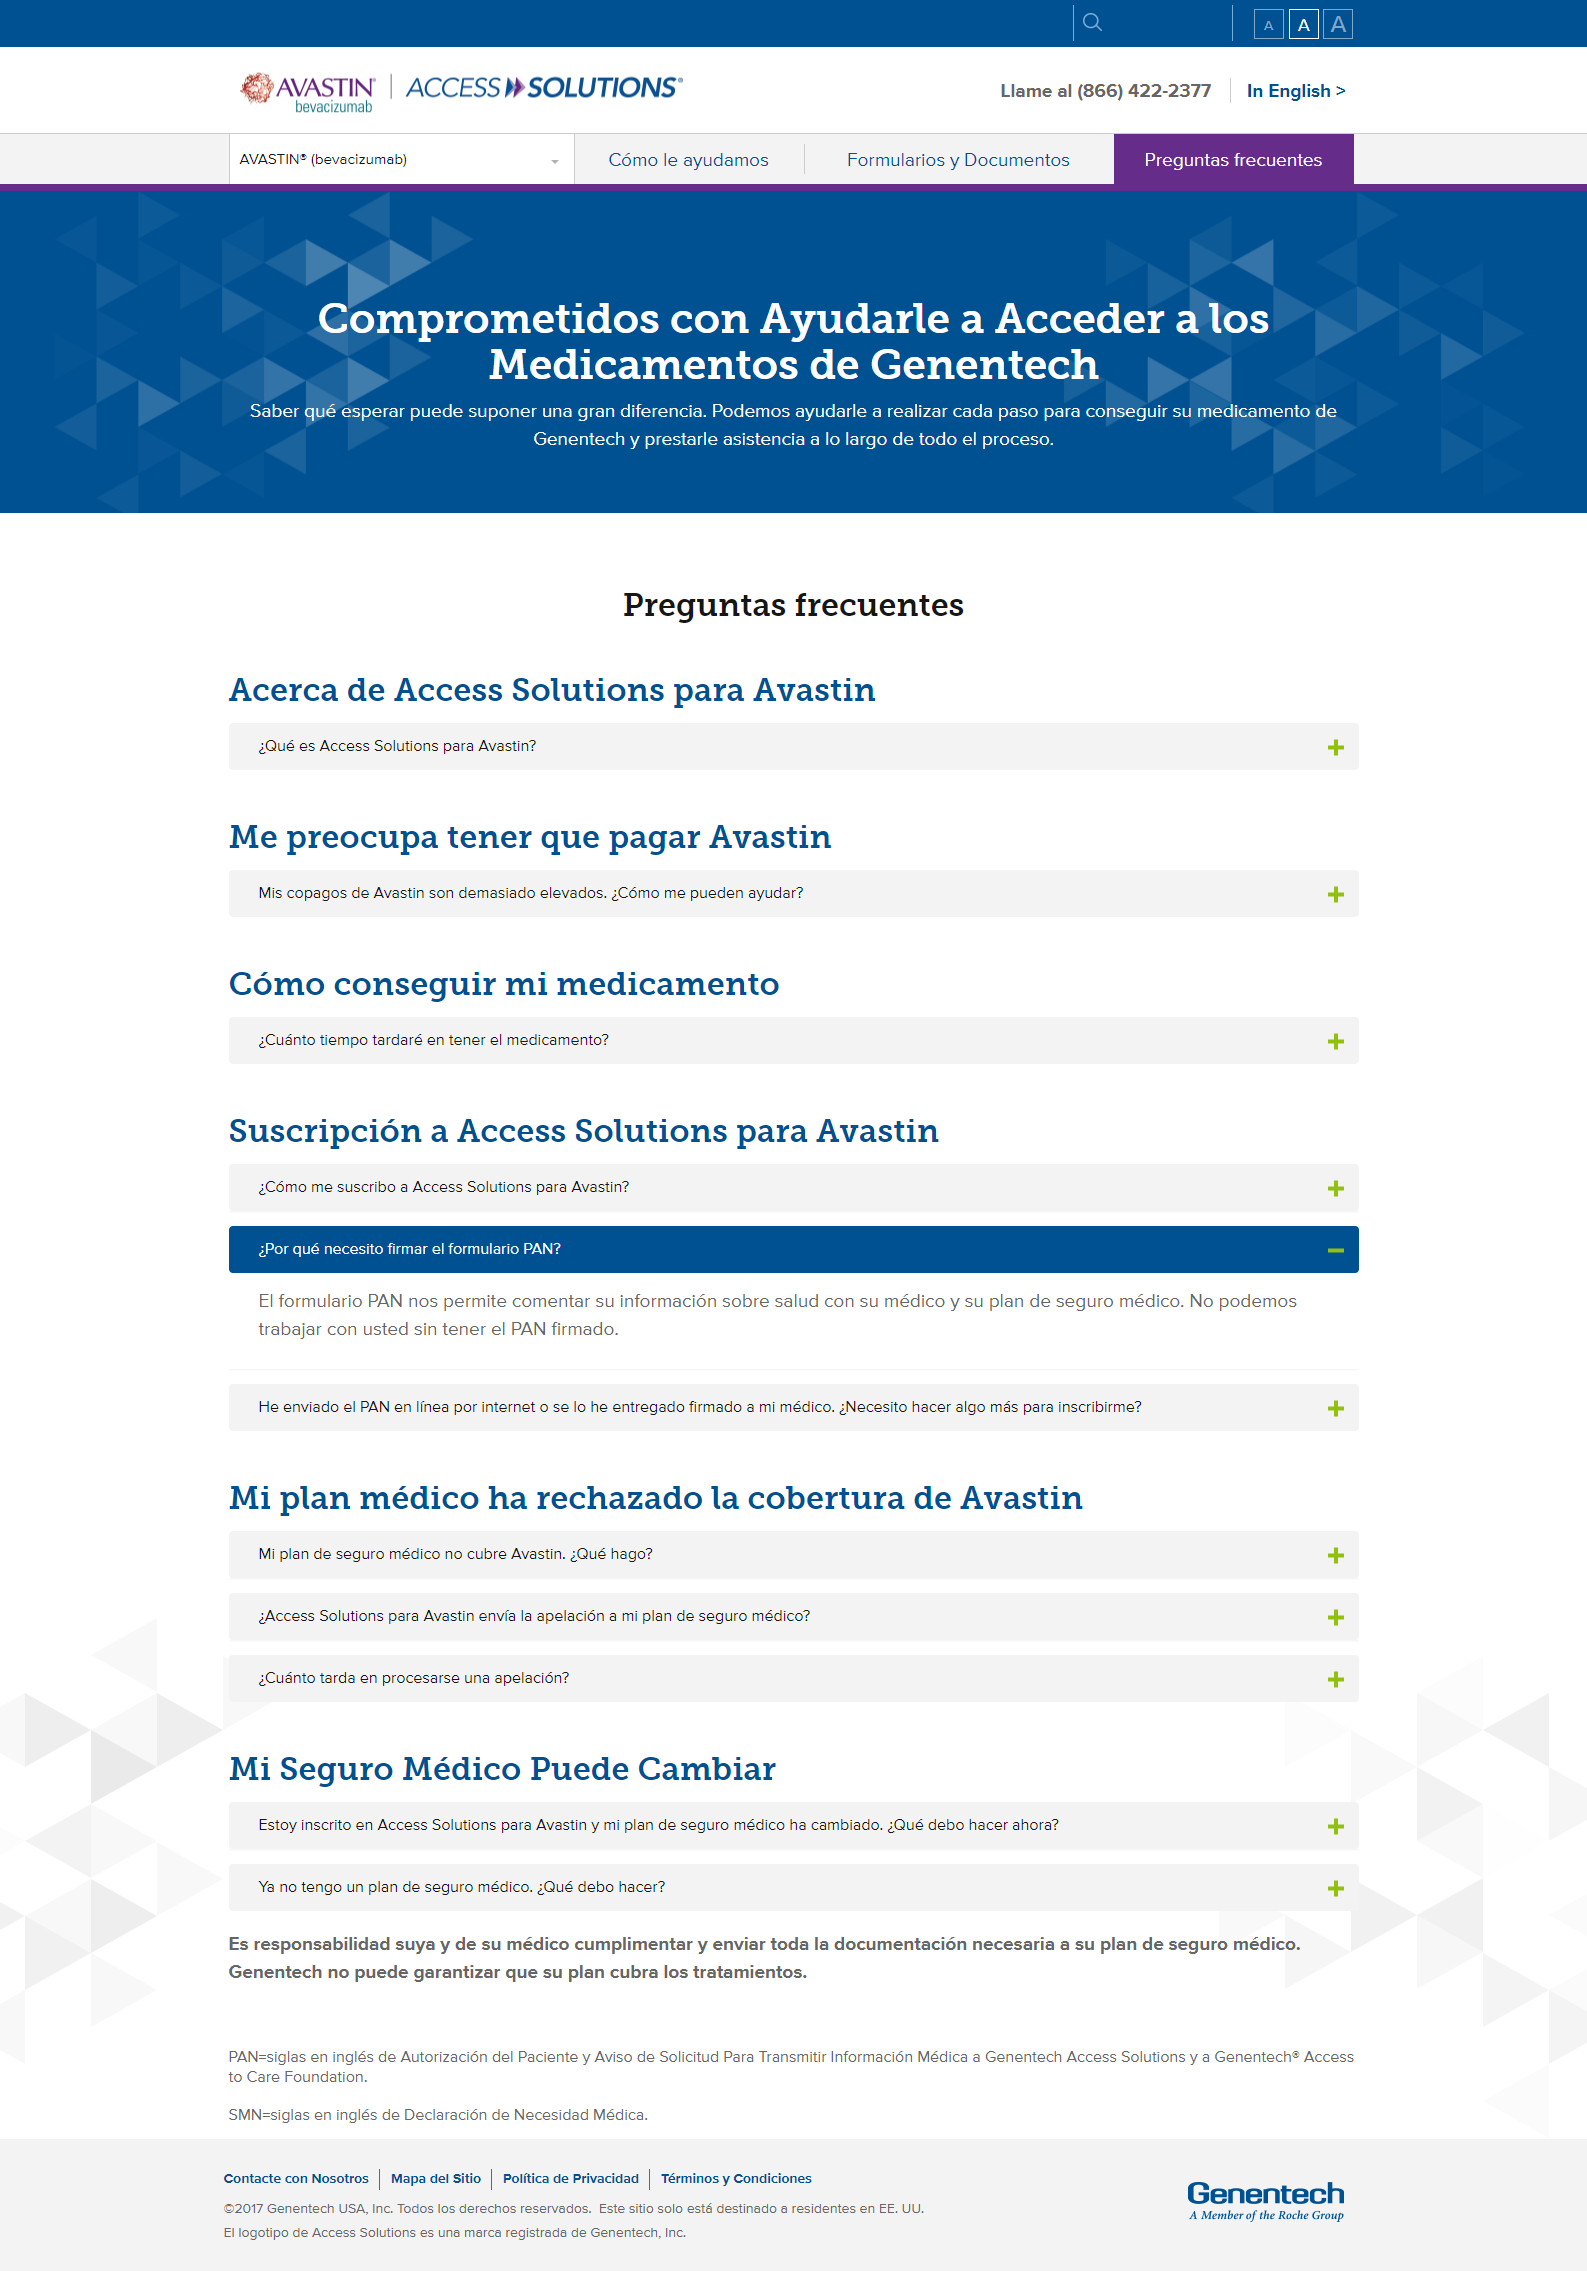 A A A
AVASTIN® | ACCESS SOLUTIONS®
bevacizumab
Llame al (866) 422-2377
In English >
AVASTIN® (bevacizumab)
Cómo le ayudamos
Formularios y Documentos
Preguntas frecuentes
Comprometidos con Ayudarle a Acceder a los
Medicamentos de Genentech
Saber qué esperar puede suponer una gran diferencia. Podemos ayudarle a realizar cada paso para conseguir su medicamento de
Genentech y prestarle asistencia a lo largo de todo el proceso.
Preguntas frecuentes
Acerca de Access Solutions para Avastin
¿Qué es Access Solutions para Avastin?
Me preocupa tener que pagar Avastin
Mis copagos de Avastin son demasiado elevados. ¿Cómo me pueden ayudar?
Cómo conseguir mi medicamento
¿Cuánto tiempo tardaré en tener el medicamento?
Suscripción a Access Solutions para Avastin
¿Cómo me suscribo a Access Solutions para Avastin?
¿Por qué necesito firmar el formulario PAN?
El formulario PAN nos permite comentar su información sobre salud con su médico y su plan de seguro médico. No podemos
trabajar con usted sin tener el PAN firmado.
He enviado el PAN en línea por internet o se lo he entregado firmado a mi médico. ¿Necesito hacer algo más para inscribirme?
Mi plan médico ha rechazado la cobertura de Avastin
Mi plan de seguro médico no cubre Avastin. ¿Qué hago?
¿Access Solutions para Avastin envía la apelación a mi plan de seguro médico?
¿Cuánto tarda en procesarse una apelación?
Mi Seguro Médico Puede Cambiar
Estoy inscrito en Access Solutions para Avastin y mi plan de seguro médico ha cambiado. ¿Qué debo hacer ahora?
Ya no tengo un plan de seguro médico. ¿Qué debo hacer?
Es responsabilidad suya y de su médico cumplimentar y enviar toda la documentación necesaria a su plan de seguro médico.
Genentech no puede garantizar que su plan cubra los tratamientos.
PAN=siglas en inglés de Autorización del Paciente y Aviso de Solicitud Para Transmitir Información Médica a Genentech Access Solutions y a Genentech® Access
to Care Foundation.
SMN=siglas en inglés de Declaración de Necesidad Médica.
Contacte con Nosotros | Mapa del Sitio | Política de Privacidad | Términos y Condiciones
©2017 Genentech USA, Inc. Todos los derechos reservados. Este sitio solo está destinado a residentes en EE. UU.
El logotipo de Access Solutions es una marca registrada de Genentech, Inc.
Genentech
A Member of the Roche Group